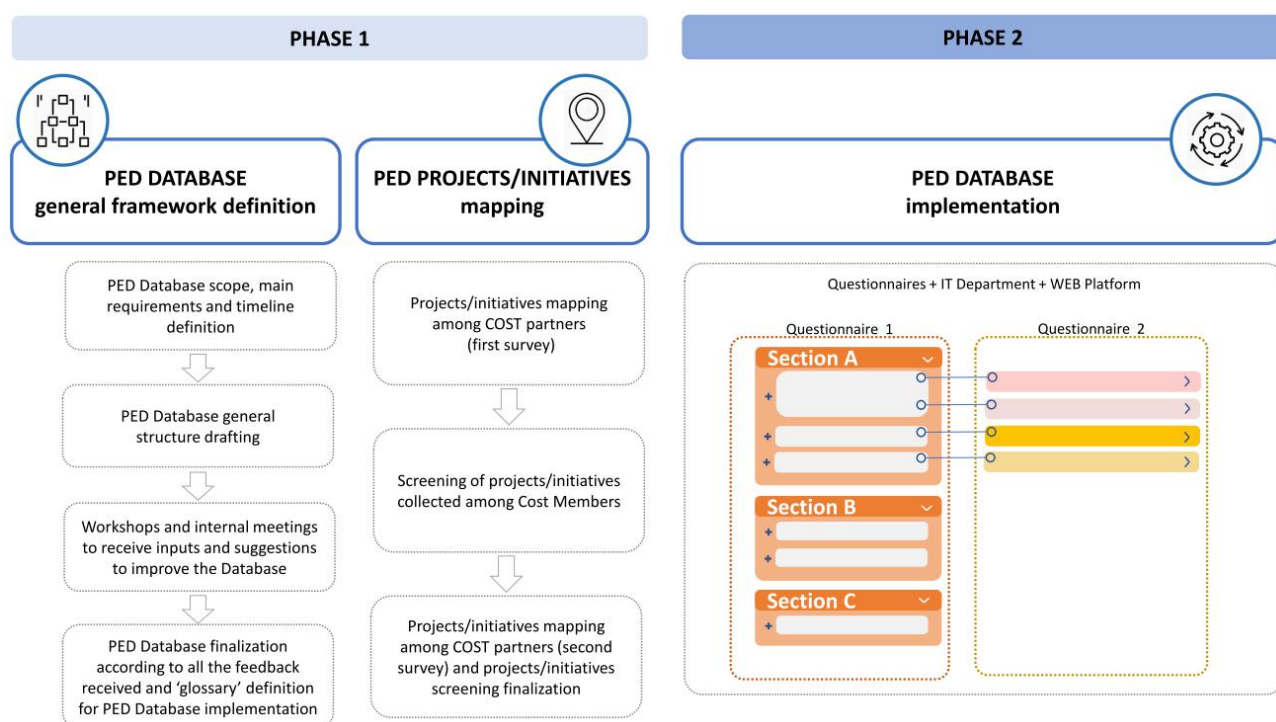 PHASE 1
PED DATABASE
general framework definition
PED Database scope, main
requirements and timeline
definition
PED Database general
structure drafting
Workshops and internal meetings
to receive inputs and suggestions
to improve the Database
PED Database finalization
according to all the feedback
received and ‘glossary’ definition
for PED Database implementation
PED PROJECTS/INITIATIVES
mapping
Projects/initiatives mapping
among COST partners
(first survey)
Screening of projects/initiatives
collected among Cost Members
Projects/initiatives mapping
among COST partners (second
survey) and projects/initiatives
screening finalization
PHASE 2
PED DATABASE
implementation
Questionnaires + IT Department + WEB Platform
Questionnaire 1
Section A
+
+
+
Section B
+
+
Section C
+
Questionnaire 2